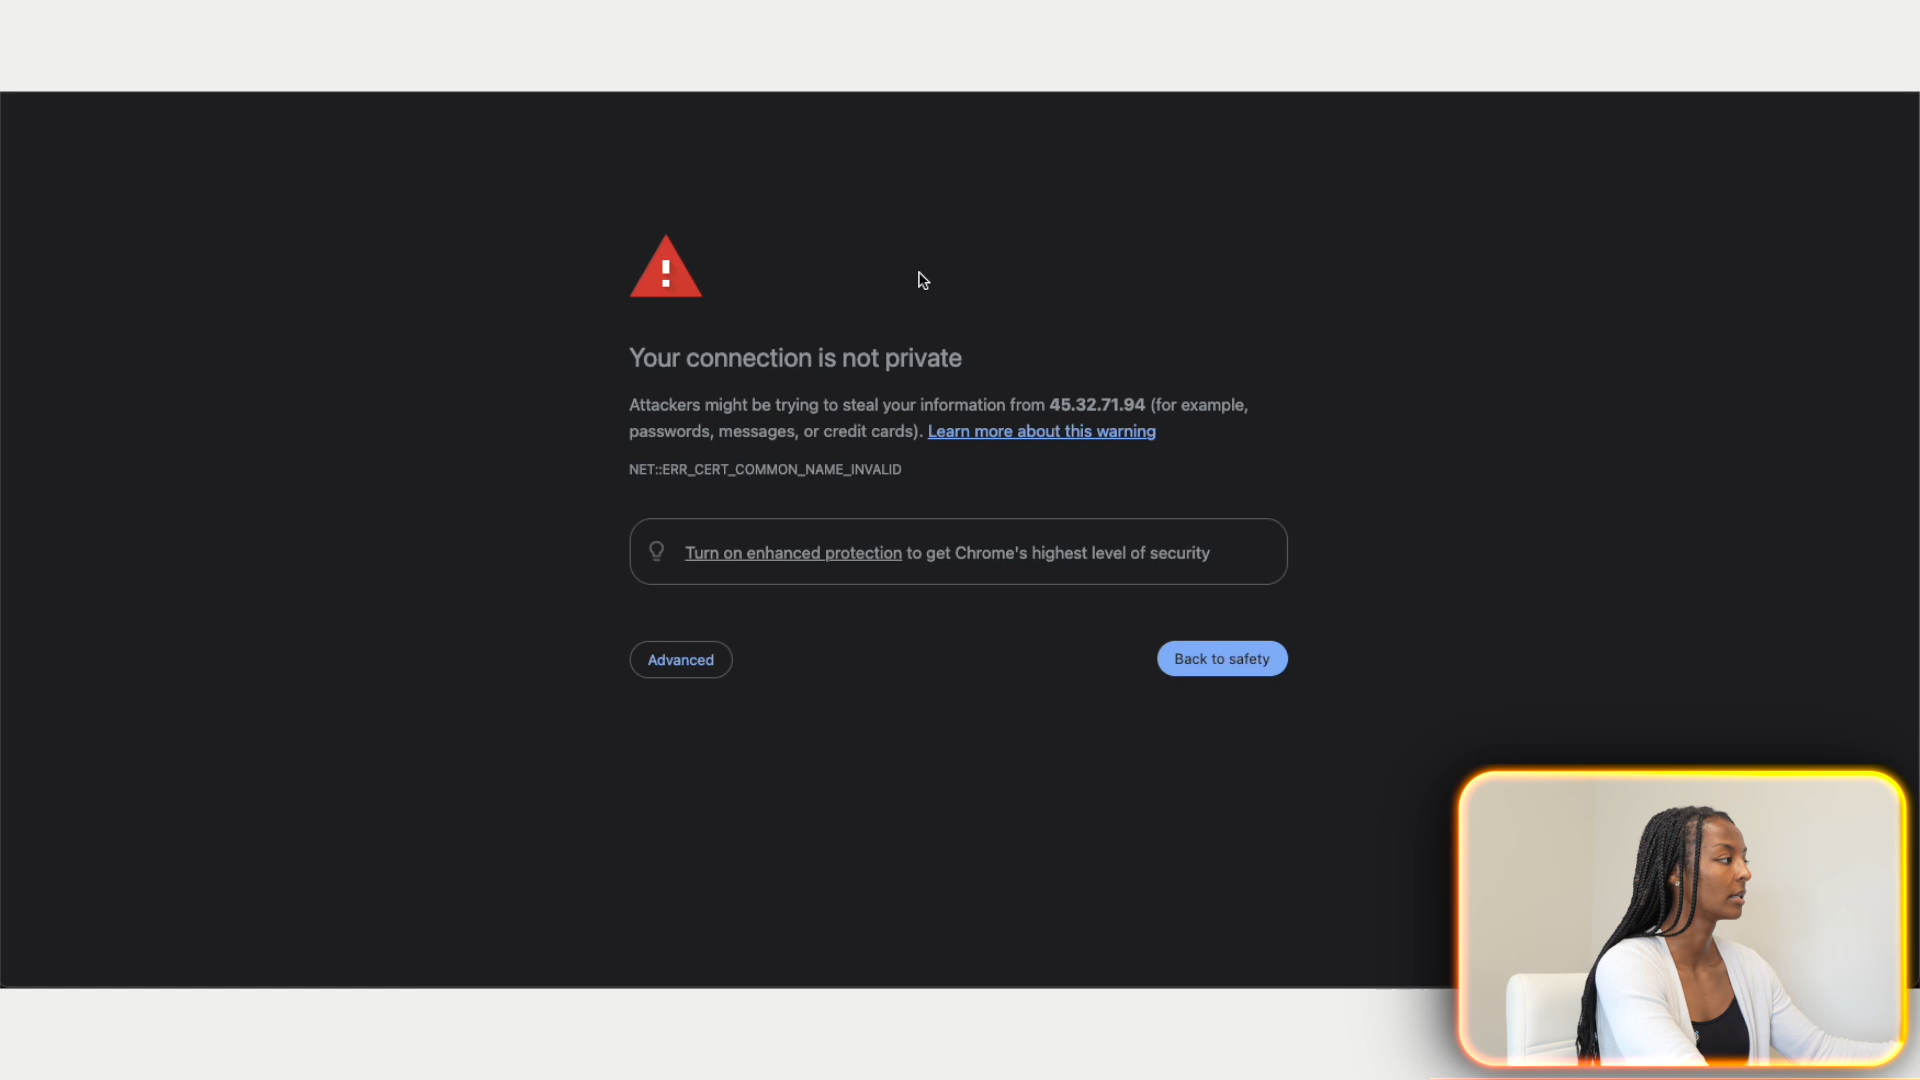 Your connection is not private
Attackers might be trying to steal your information from 45.32.71.94 (for example,
passwords, messages, or credit cards). Learn more about this warning
NET::ERR_CERT_COMMON_NAME_INVALID
Turn on enhanced protection to get Chrome's highest level of security
Advanced
Back to safety